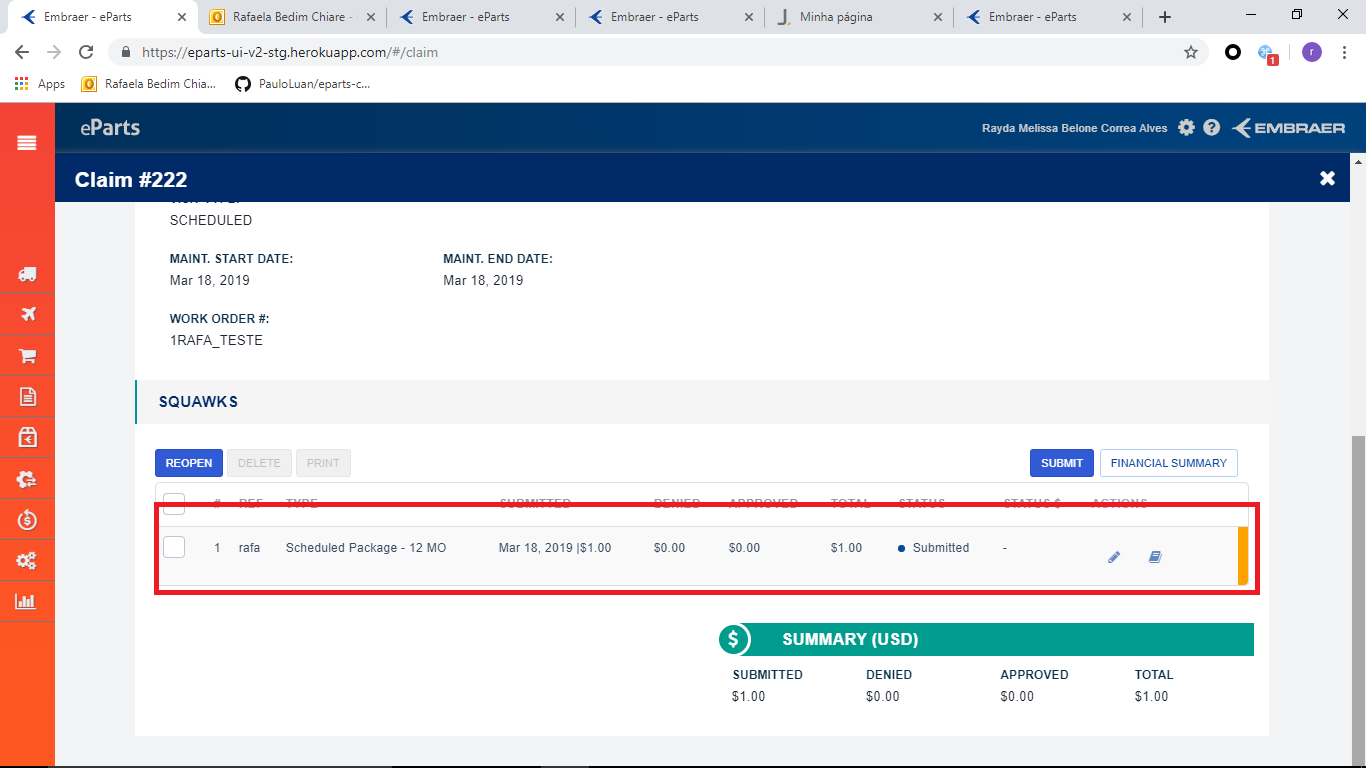 Embraer - eParts
Rafaela Bedim Chiare -
Embraer - eParts
Embraer - eParts
Minha página
Embraer - eParts
https://eparts-ui-v2-stg.herokuapp.com/#/claim
r
1
Apps
Rafaela Bedim Chia...
PauloLuan/eparts-c...
eParts
Rayda Melissa Belone Correa Alves
EMBRAER
Claim #222
SCHEDULED
MAINT. START DATE: MAINT. END DATE:
Mar 18, 2019 Mar 18, 2019
WORK ORDER #:
1RAFA_TESTE
SQUAWKS
REOPEN DELETE PRINT SUBMIT FINANCIAL SUMMARY
# REF TYPE SUBMITTED DENIED APPROVED TOTAL STATUS STATUS $ ACTIONS
1 rafa Scheduled Package - 12 MO Mar 18, 2019 |$1.00 $0.00 $0.00 $1.00 Submitted -
$ SUMMARY (USD)
SUBMITTED DENIED APPROVED TOTAL
$1.00 $0.00 $0.00 $1.00